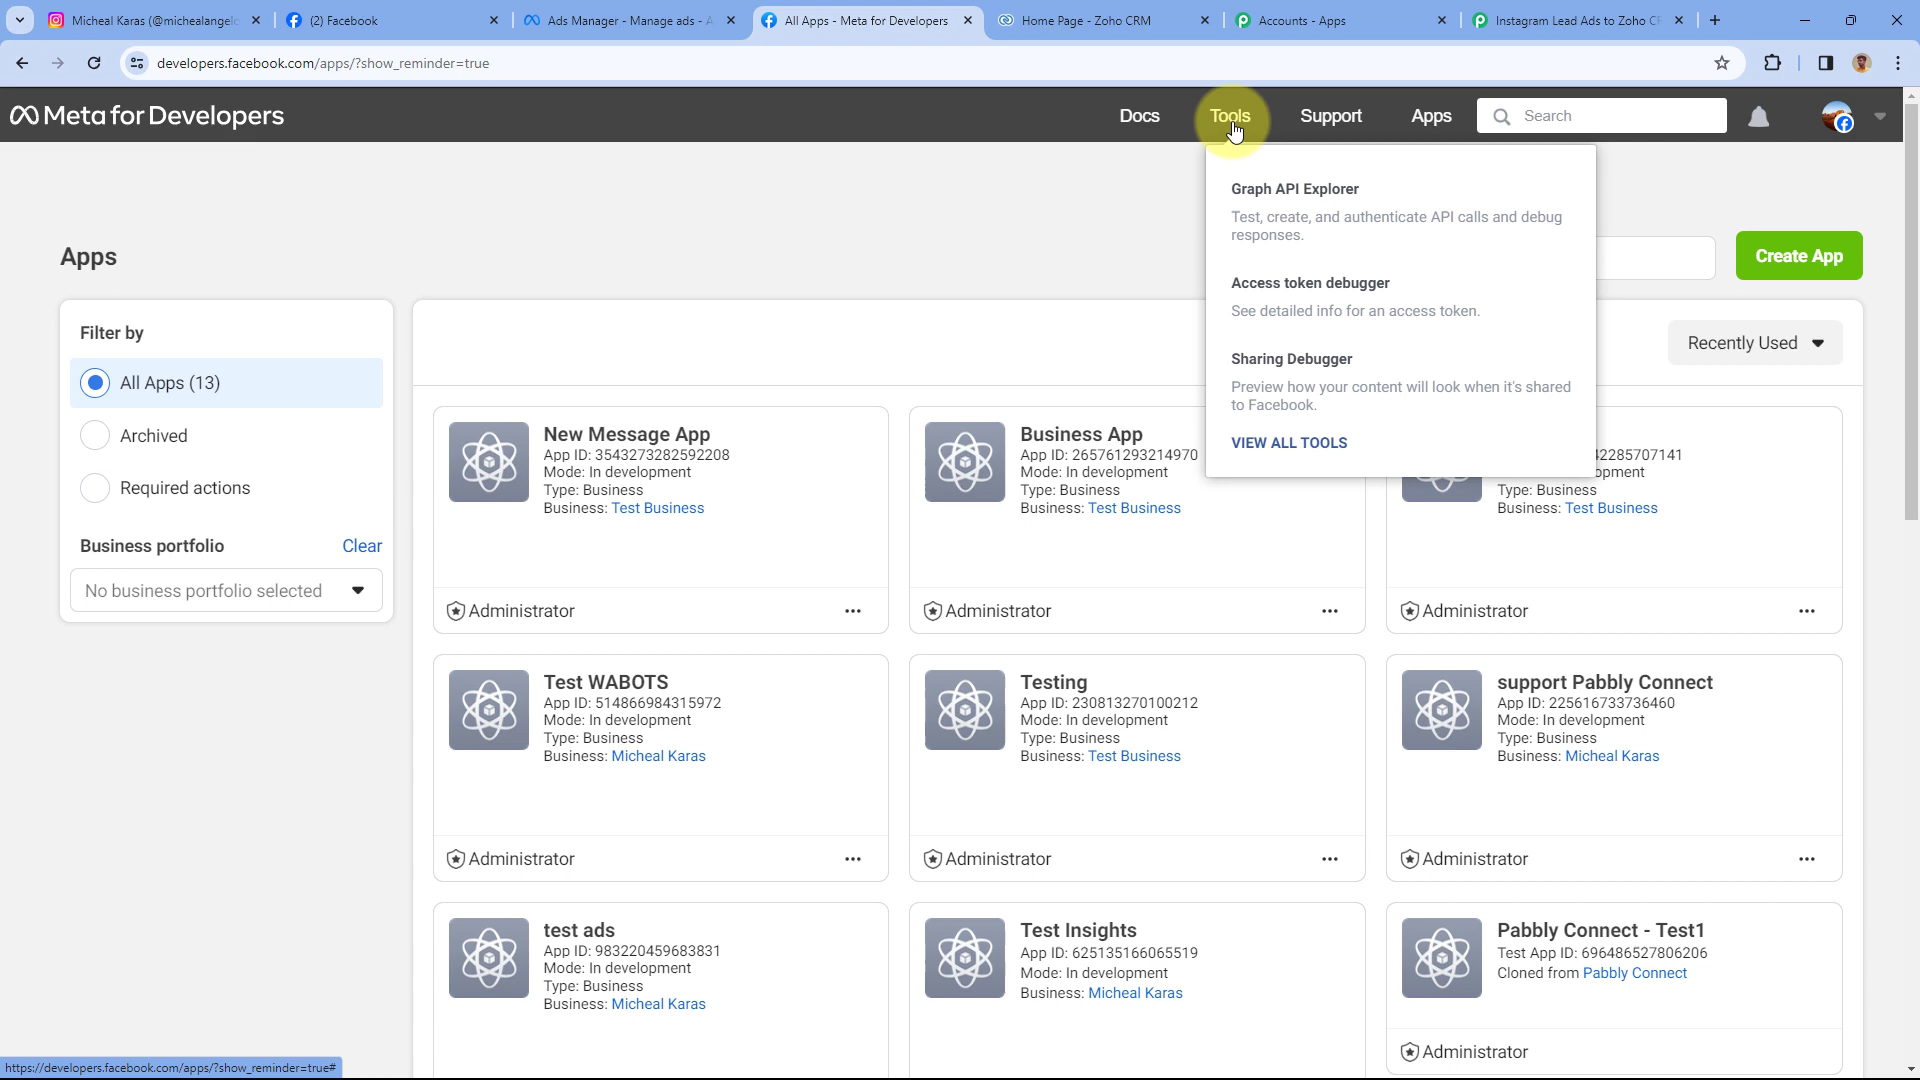 Micheal Karas (@michealangelo
(2) Facebook
Ads Manager - Manage ads - A
All Apps - Meta for Developers
Home Page - Zoho CRM
Accounts - Apps
Instagram Lead Ads to Zoho CR
developers.facebook.com/apps/?show_reminder=true
Meta for Developers
Docs
Tools
Support
Apps
Search
Graph API Explorer
Test, create, and authenticate API calls and debug
responses.
Access token debugger
See detailed info for an access token.
Sharing Debugger
Preview how your content will look when it's shared
to Facebook.
VIEW ALL TOOLS
Apps
Create App
Filter by
All Apps (13)
Archived
Required actions
Business portfolio
Clear
No business portfolio selected
Recently Used
New Message App
App ID: 3543273282592208
Mode: In development
Type: Business
Business: Test Business
Administrator
Business App
App ID: 265761293214970
Mode: In development
Type: Business
Business: Test Business
Administrator
42285707141
opment
Type: Business
Business: Test Business
Administrator
Test WABOTS
App ID: 514866984315972
Mode: In development
Type: Business
Business: Micheal Karas
Administrator
Testing
App ID: 230813270100212
Mode: In development
Type: Business
Business: Test Business
Administrator
support Pabbly Connect
App ID: 225616733736460
Mode: In development
Type: Business
Business: Micheal Karas
Administrator
test ads
App ID: 983220459683831
Mode: In development
Type: Business
Business: Micheal Karas
Test Insights
App ID: 625135166065519
Mode: In development
Business: Micheal Karas
Pabbly Connect - Test1
Test App ID: 696486527806206
Cloned from Pabbly Connect
Administrator
https://developers.facebook.com/apps/?show_reminder=true#